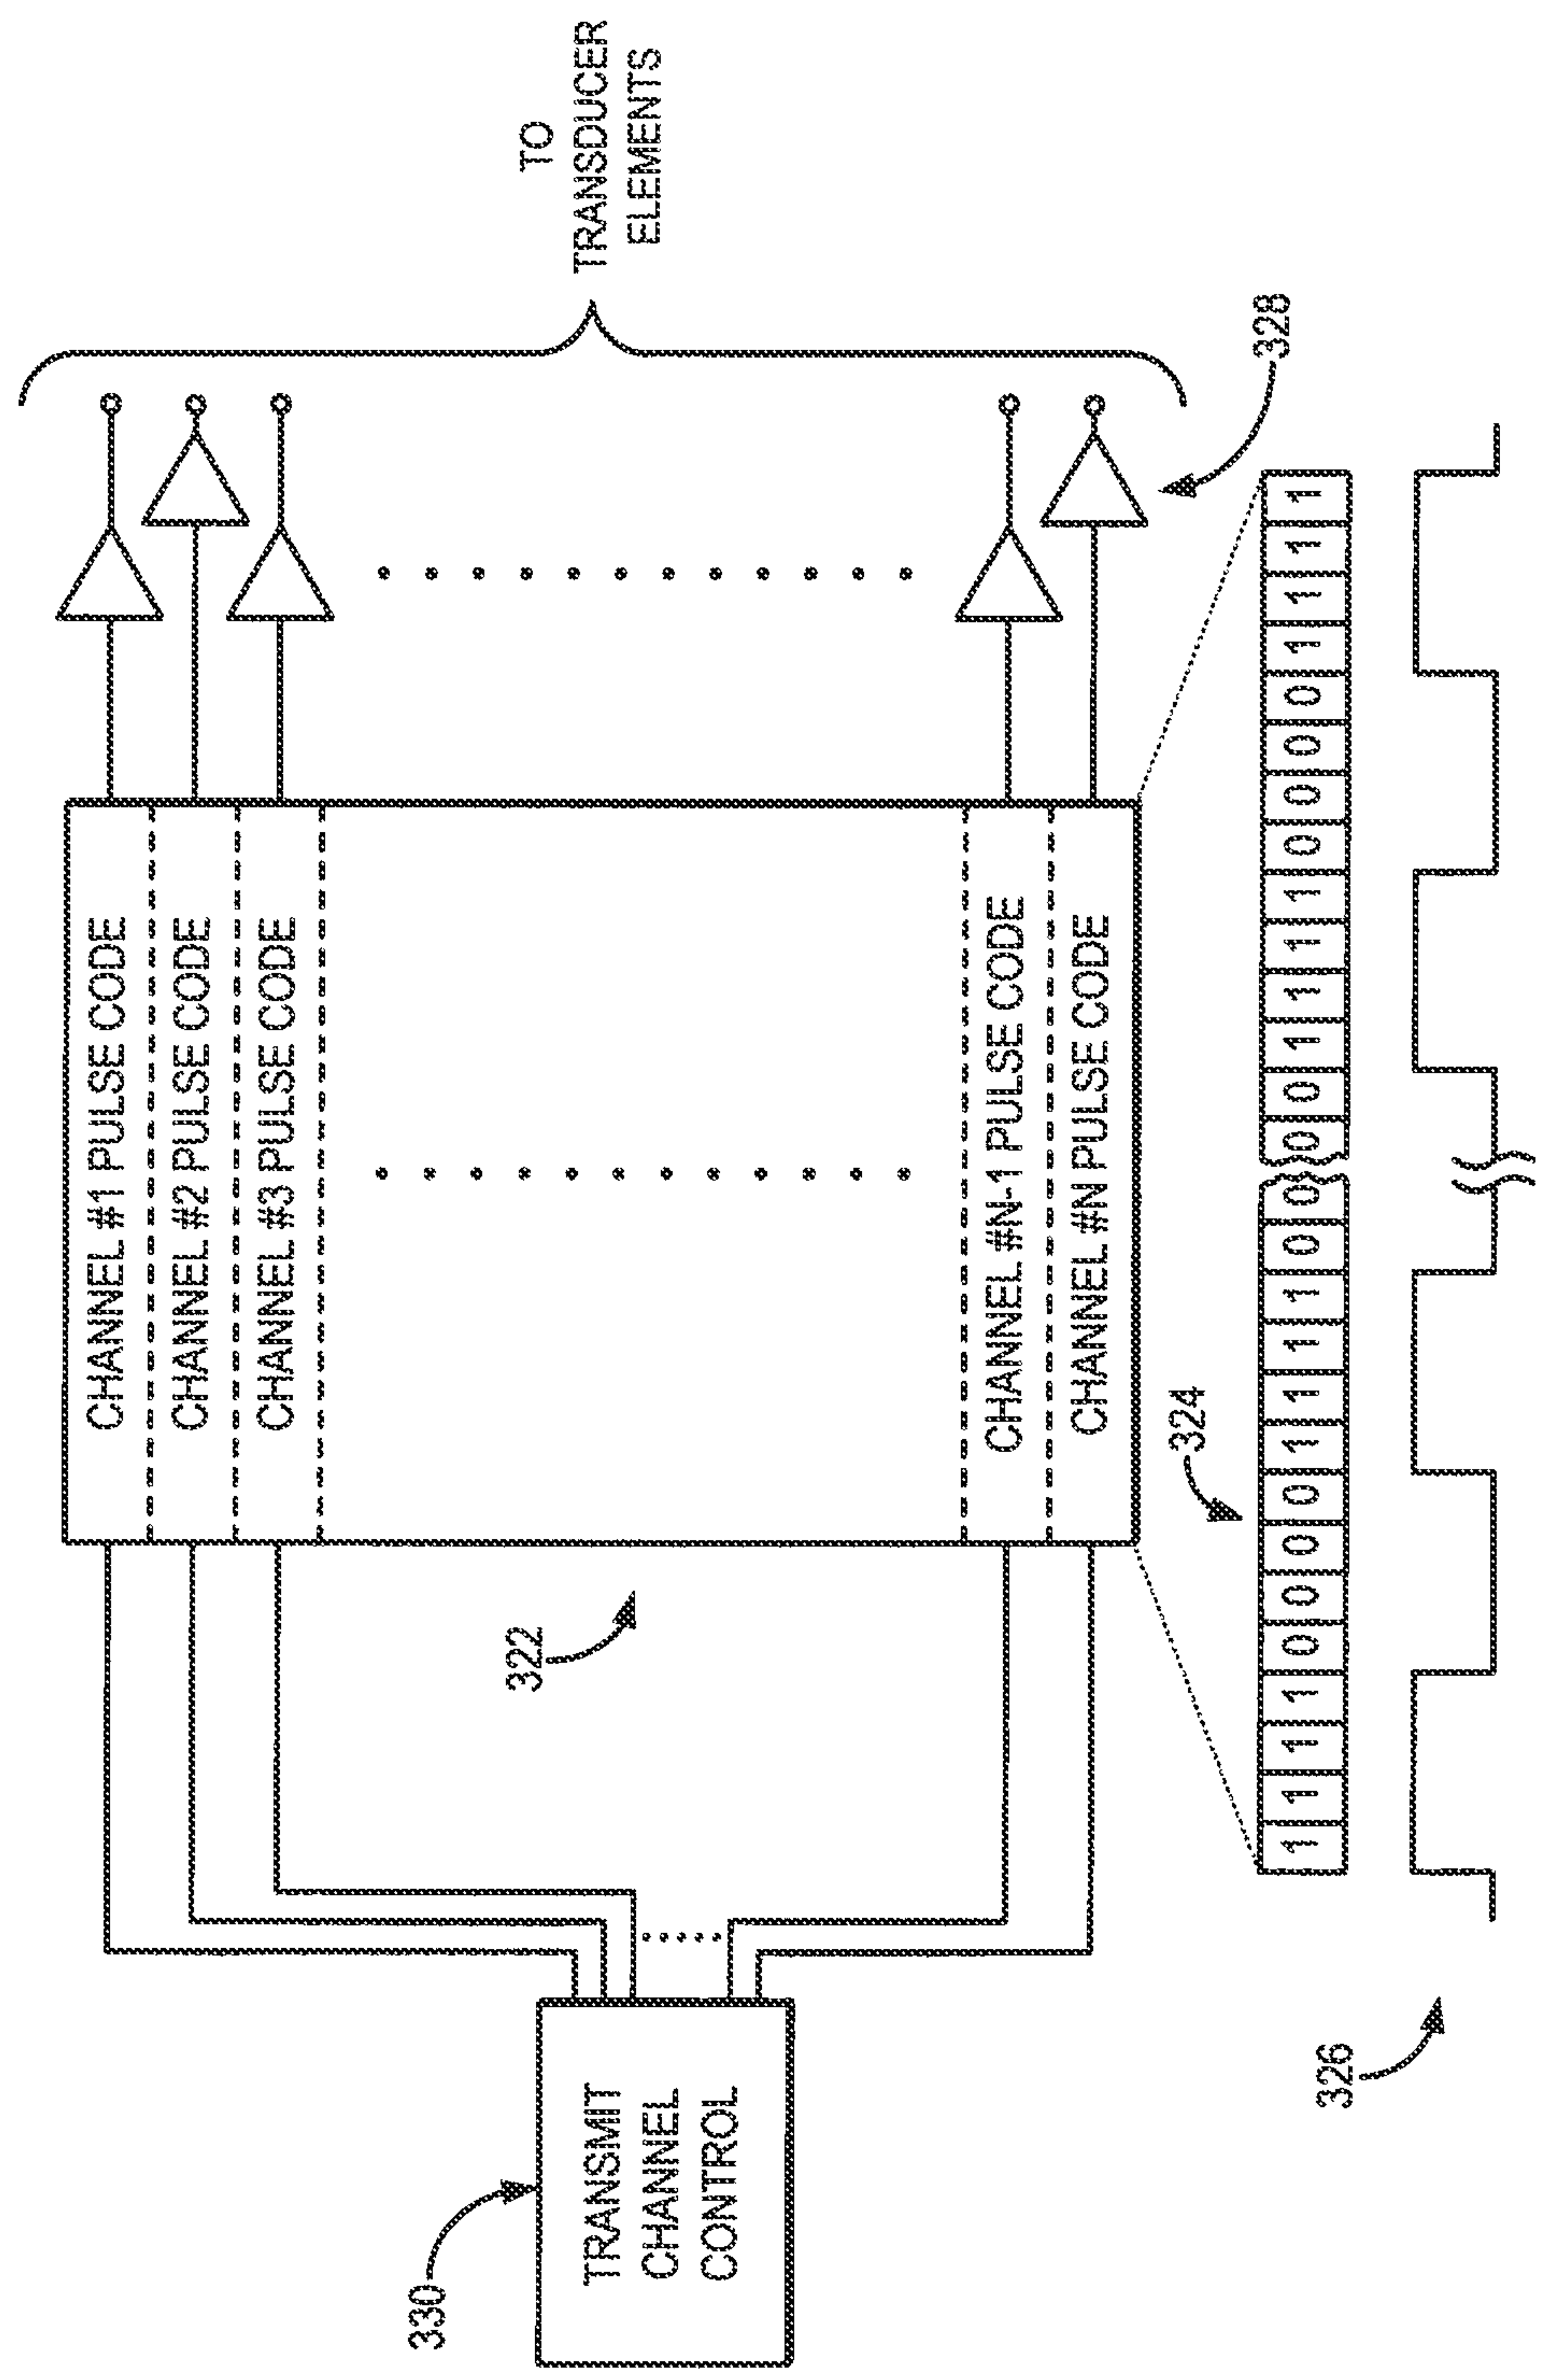 330
TRANSMIT
CHANNEL
CONTROL
322
CHANNEL #1 PULSE CODE
CHANNEL #2 PULSE CODE
CHANNEL #3 PULSE CODE
CHANNEL #N-1 PULSE CODE
CHANNEL #N PULSE CODE
TO
TRANSDUCER
ELEMENTS
328
324
1 1 1 1 0 0 0 0 1 1 1 1 0 0 0 0 1 1 1 1 0 0 0 0 1 1 1 1
326